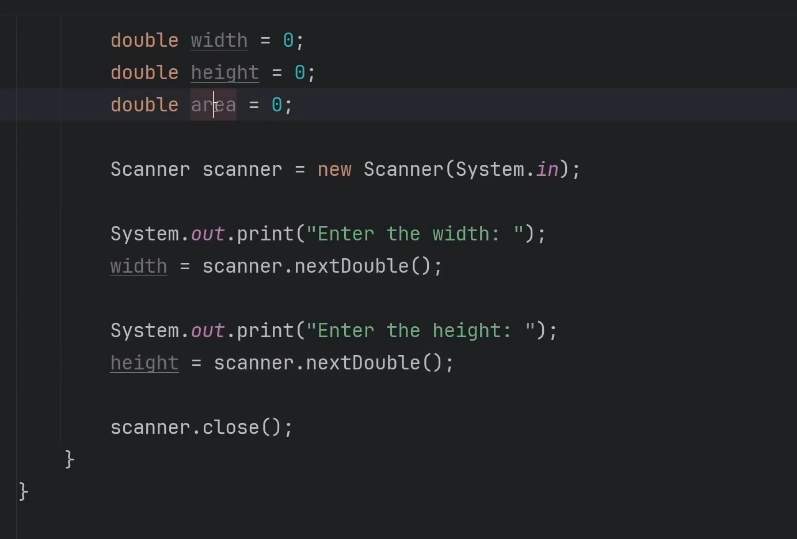 double width = 0;
double height = 0;
double area = 0;
Scanner scanner = new Scanner(System.in);
System.out.print("Enter the width: ");
width = scanner.nextDouble();
System.out.print("Enter the height: ");
height = scanner.nextDouble();
scanner.close();
}
}